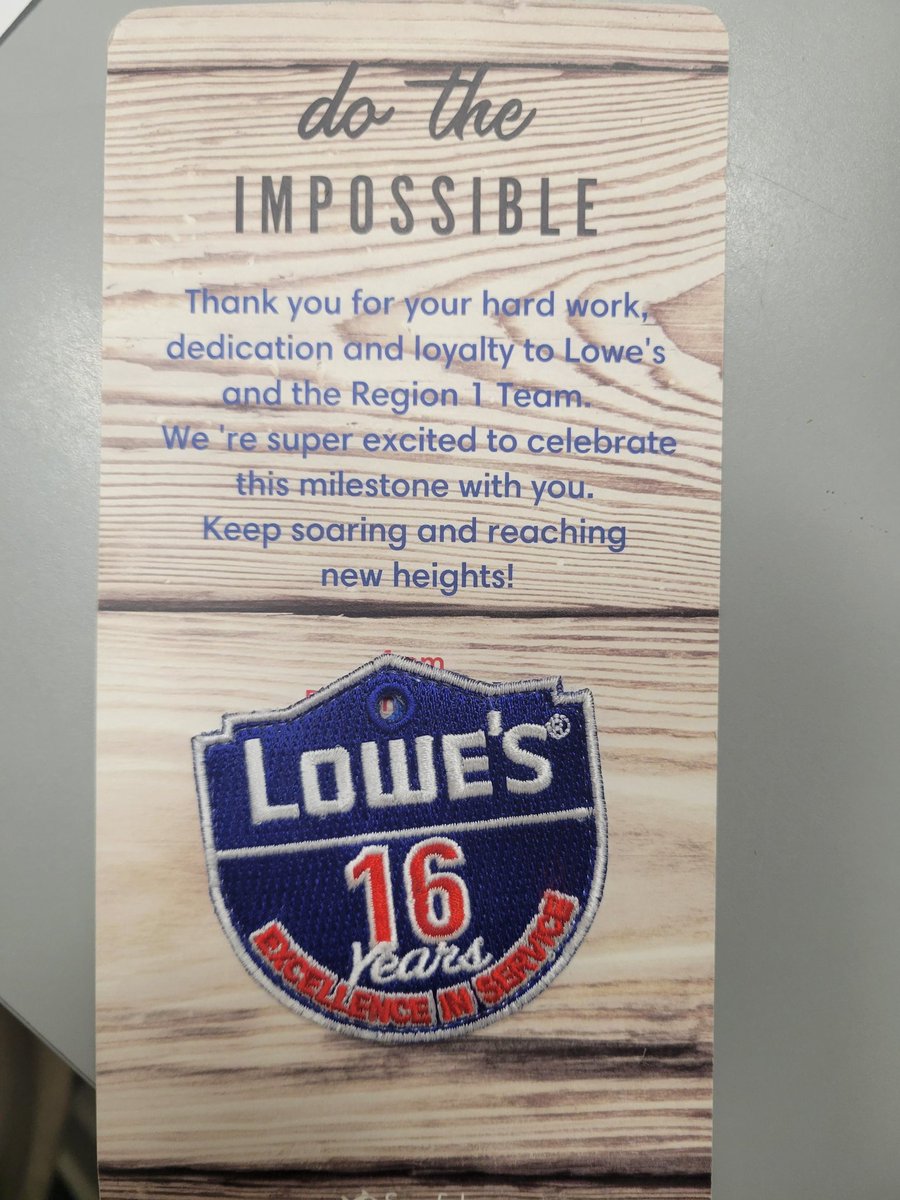 do the
IMPOSSIBLE
Thank you for your hard work,
dedication and loyalty to Lowe's
and the Region 1 Team.
We 're super excited to celebrate
this milestone with you.
Keep soaring and reaching
new heights!
LOWE'S®
16
Years
EXCELLENCE IN SERVICE